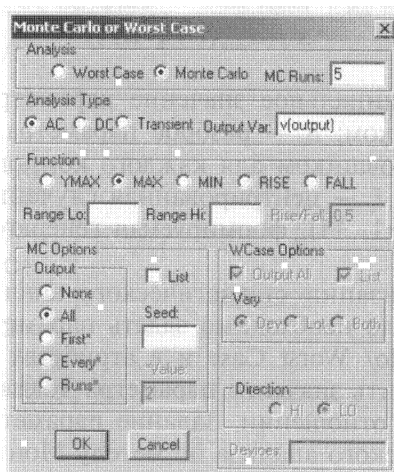 Monte Carlo or Worst Case
Analysis
Worst Case Monte Carlo MC Runs: 5
Analysis Type
AC DC Transient Output Var: v(output)
Function
YMAX MAX MIN RISE FALL
Range Lo: Range Hi: Rise/Fall: 0.5
MC Options
Output
None
All
First*
Every*
Runs*
List
Seed:
*Value:
2
WCase Options
Output All List
Vary
Dev Lot Both
Direction
HI LO
Devices:
OK Cancel